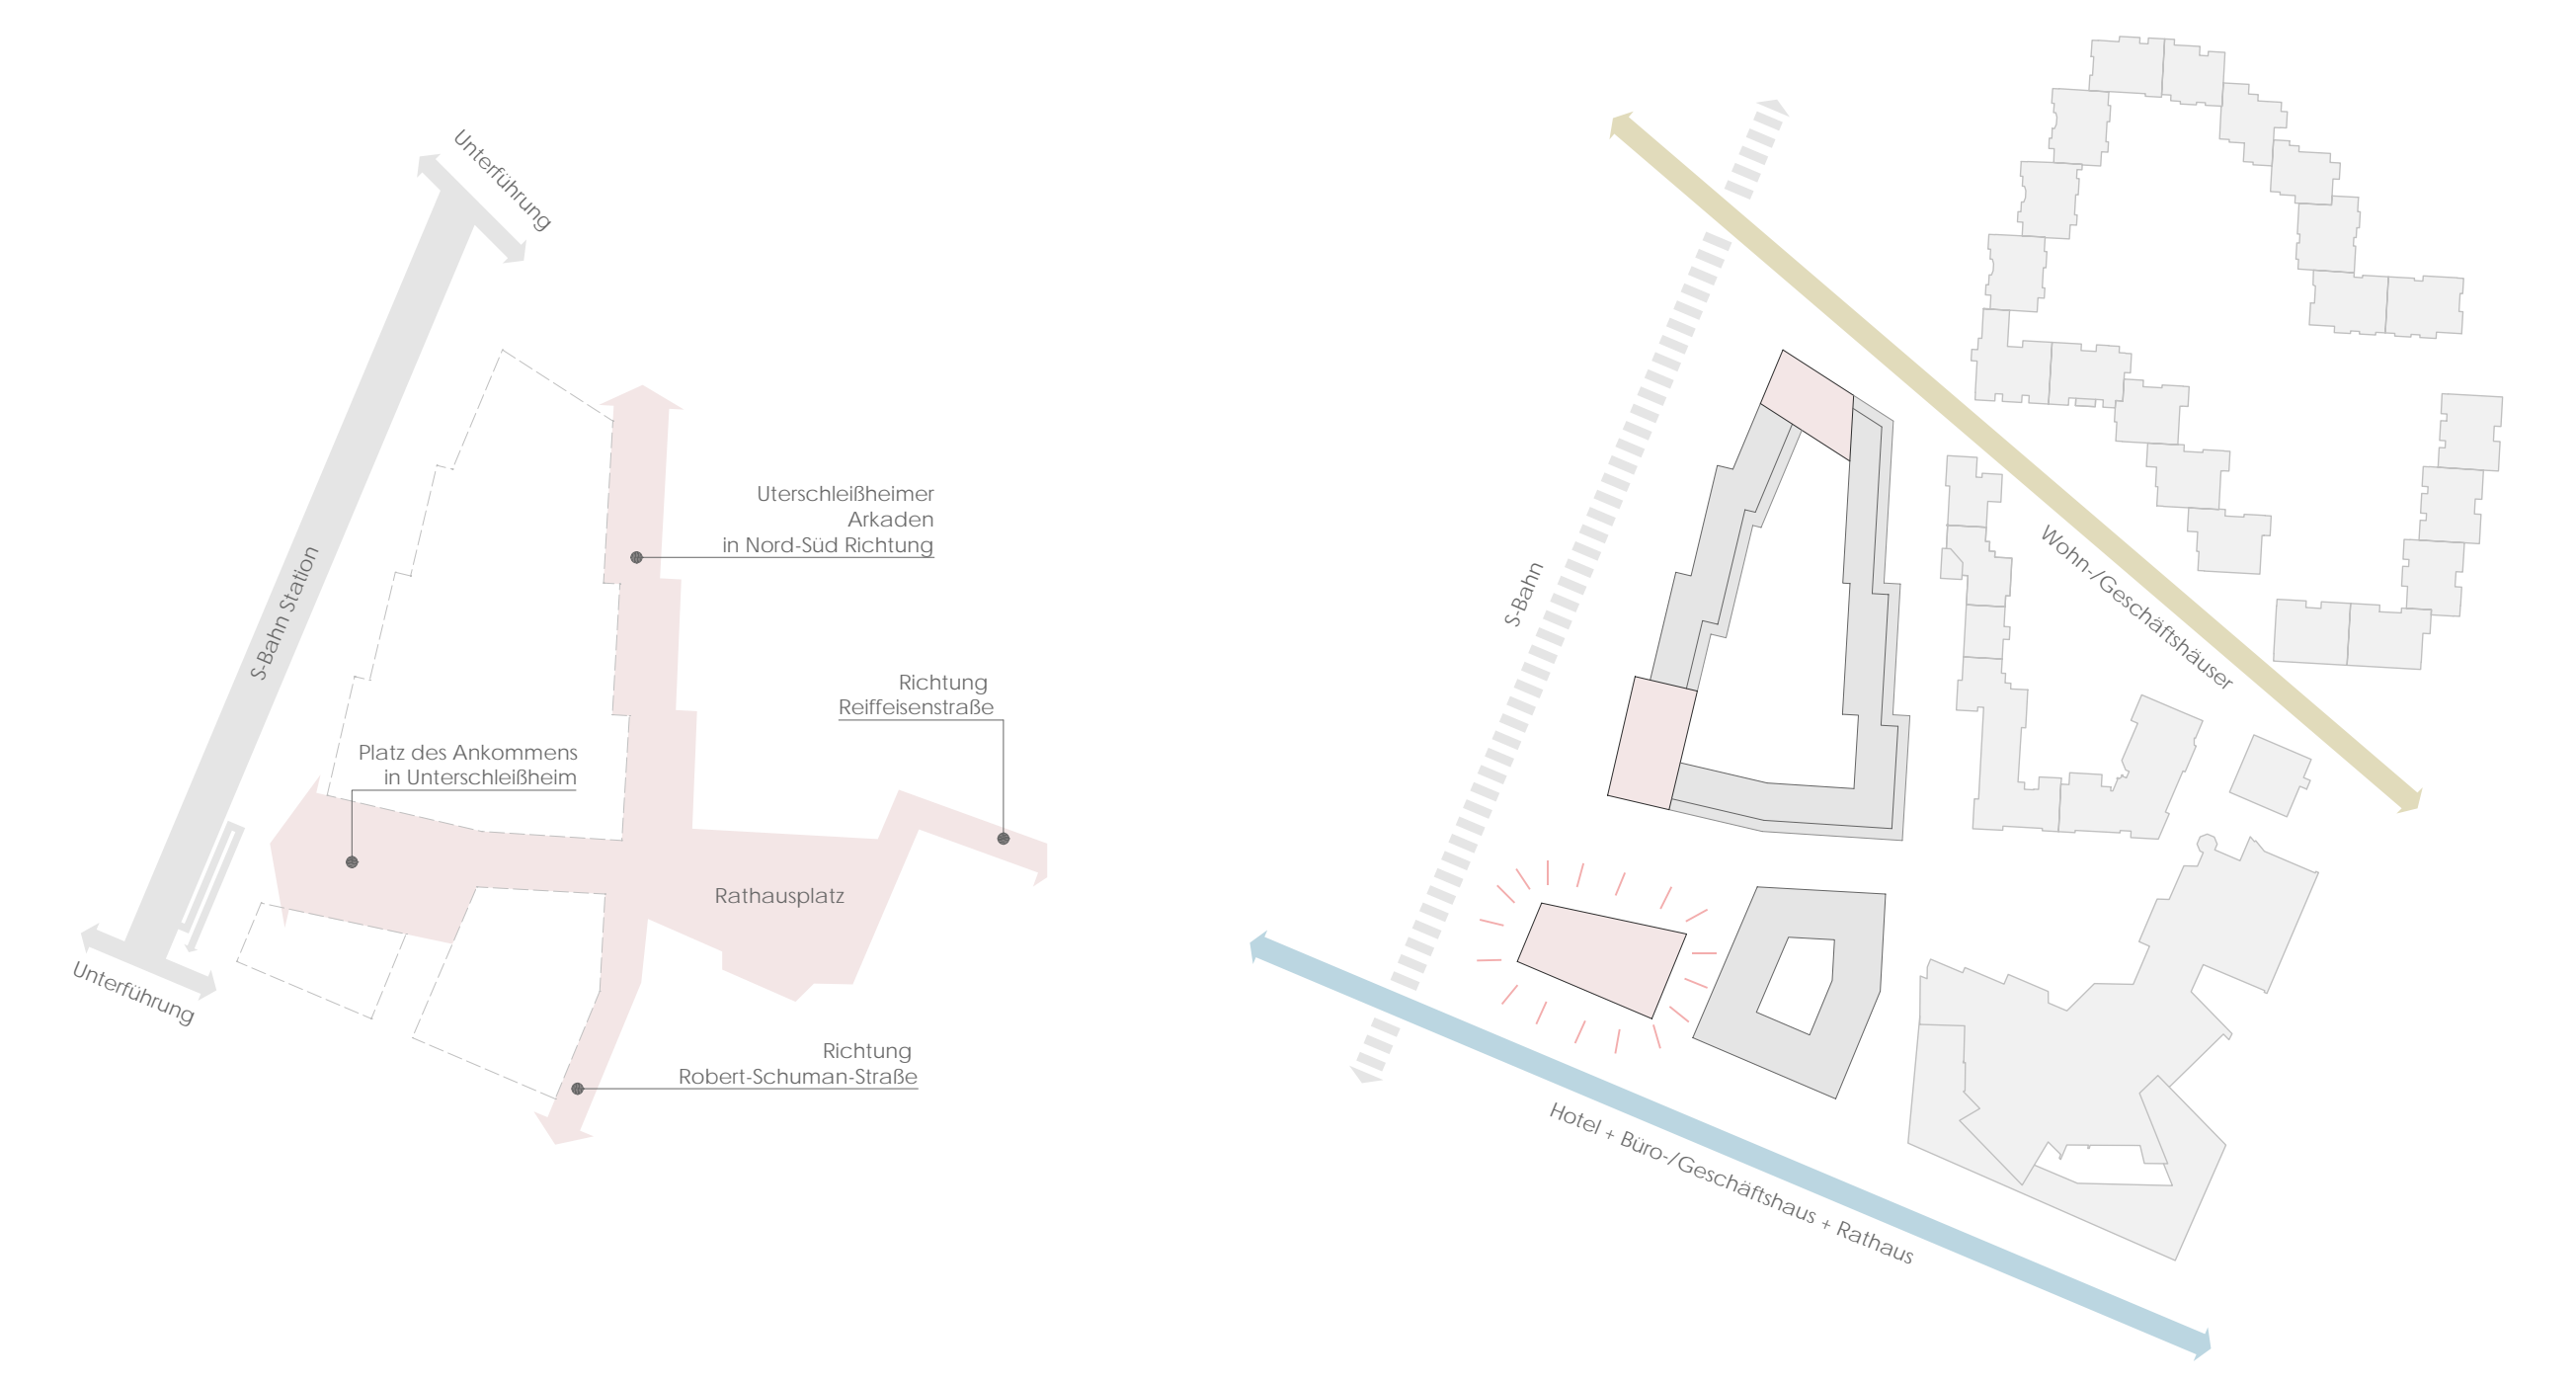 Unterführung
Uterschleißheimer
Arkaden
in Nord-Süd Richtung
S-Bahn Station
Richtung
Reiffeisenstraße
Platz des Ankommens
in Unterschleißheim
Rathausplatz
Unterführung
Richtung
Robert-Schuman-Straße
S-Bahn
Wohn-/Geschäftshäuser
Hotel + Büro-/Geschäftshaus + Rathaus